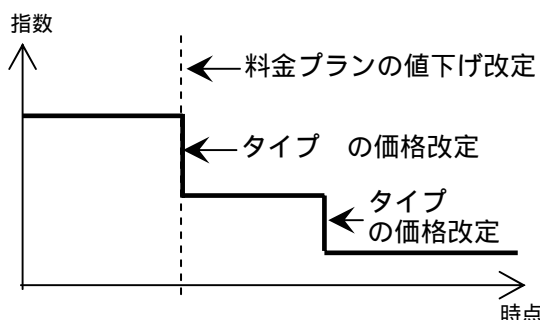 指数
料金プランの値下げ改定
タイプ　の価格改定
タイプ
の価格改定
時点